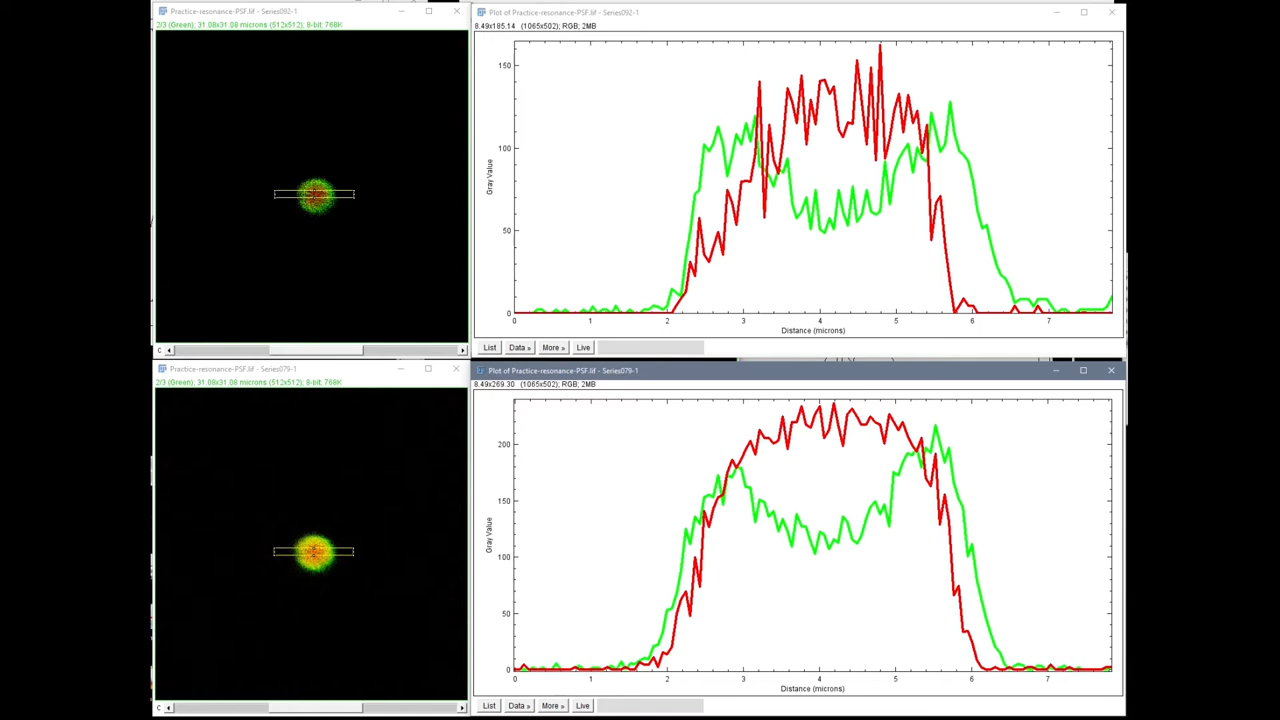 Practice-resonance-PSF.lif - Series092-1
2/3 (Green); 31.08x31.08 microns (512x512); 8-bit; 768K
C
Plot of Practice-resonance-PSF.lif - Series092-1
8.49x185.14 (1065x502); RGB; 2MB
150
100
50
0
Gray Value
0 1 2 3 4 5 6 7
Distance (microns)
List Data » More » Live
Practice-resonance-PSF.lif - Series079-1
2/3 (Green); 31.08x31.08 microns (512x512); 8-bit; 768K
C
Plot of Practice-resonance-PSF.lif - Series079-1
8.49x269.30 (1065x502); RGB; 2MB
200
150
100
50
0
Gray Value
0 1 2 3 4 5 6 7
Distance (microns)
List Data » More » Live